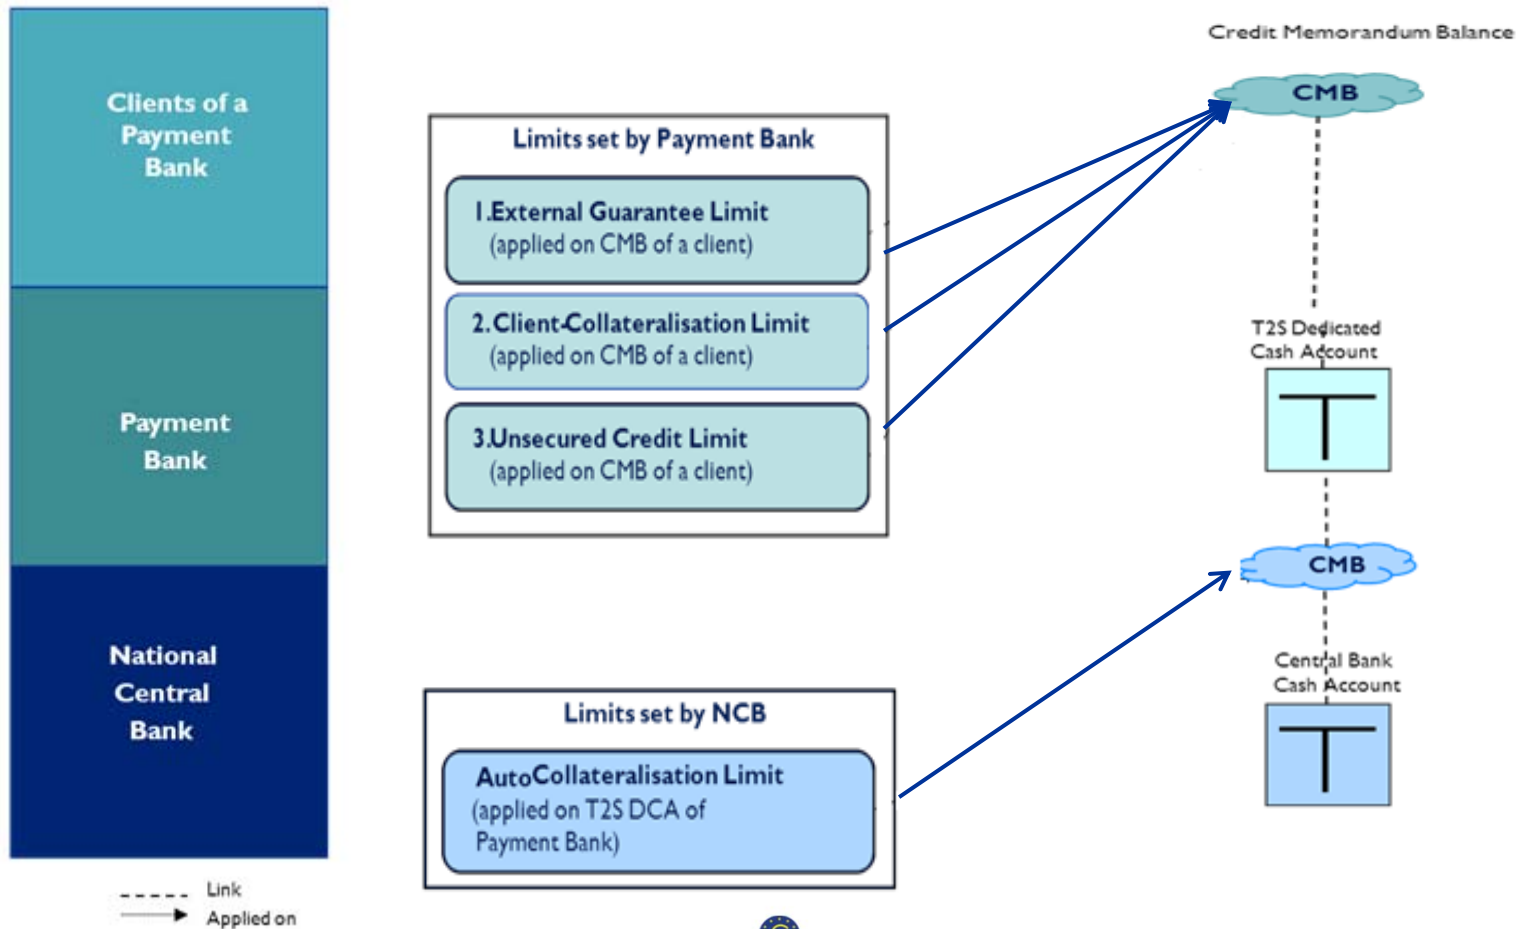 Credit Memorandum Balance
Clients of a
Payment
Bank
Payment
Bank
National
Central
Bank
Limits set by Payment Bank
1.External Guarantee Limit
(applied on CMB of a client)
2.Client-Collateralisation Limit
(applied on CMB of a client)
3.Unsecured Credit Limit
(applied on CMB of a client)
Limits set by NCB
AutoCollateralisation Limit
(applied on T2S DCA of
Payment Bank)
CMB
T2S Dedicated
Cash Account
CMB
Central Bank
Cash Account
Link
Applied on